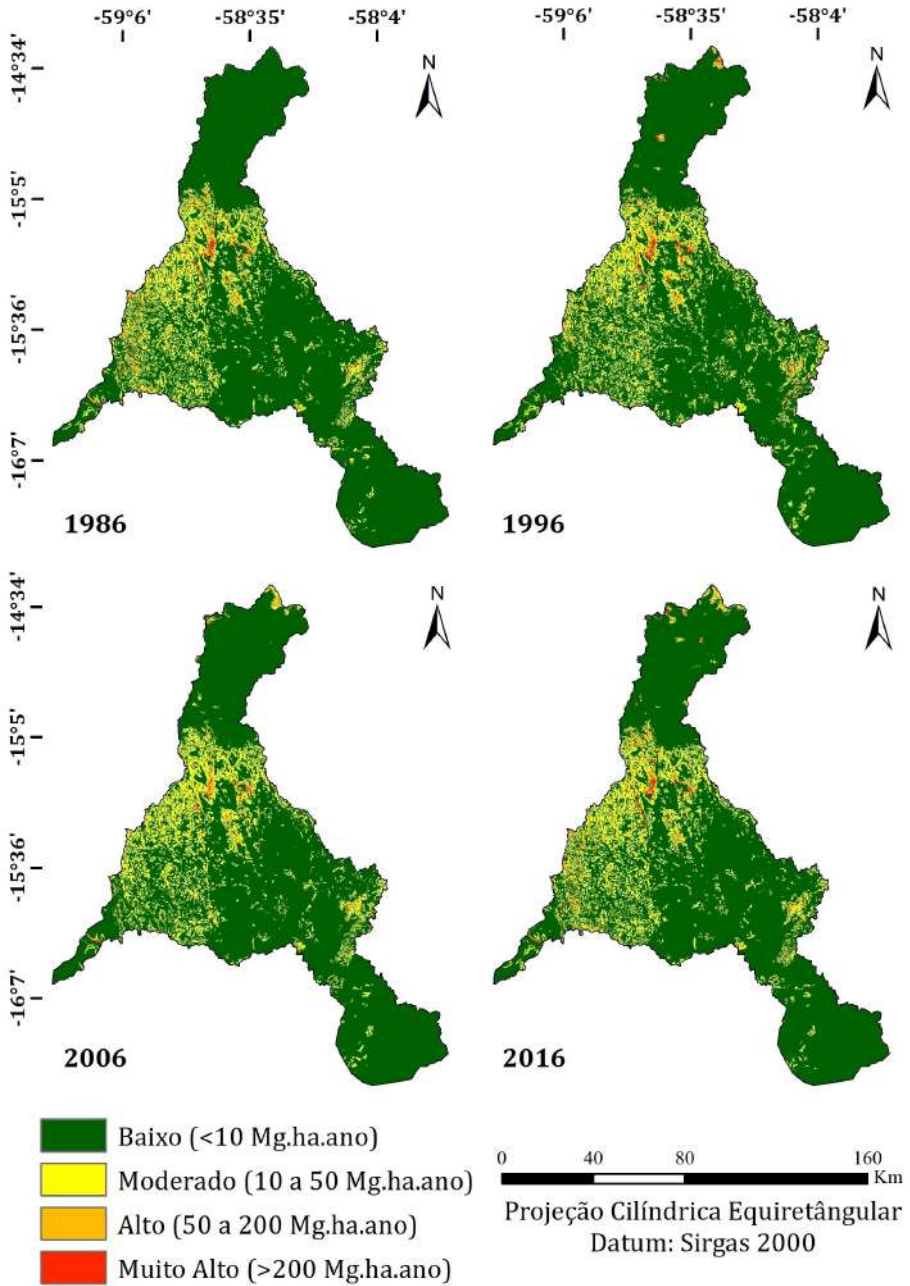 -59°6' -58°35' -58°4'
-59°6' -58°35' -58°4'
N
N
-14°34'
-15°5'
-15°36'
-16°7'
1986
1996
N
N
-14°34'
-15°5'
-15°36'
-16°7'
2006
2016
Baixo (<10 Mg.ha.ano)
Moderado (10 a 50 Mg.ha.ano)
Alto (50 a 200 Mg.ha.ano)
Muito Alto (>200 Mg.ha.ano)
0 40 80 160
Km
Projeção Cilíndrica Equiretângular
Datum: Sirgas 2000